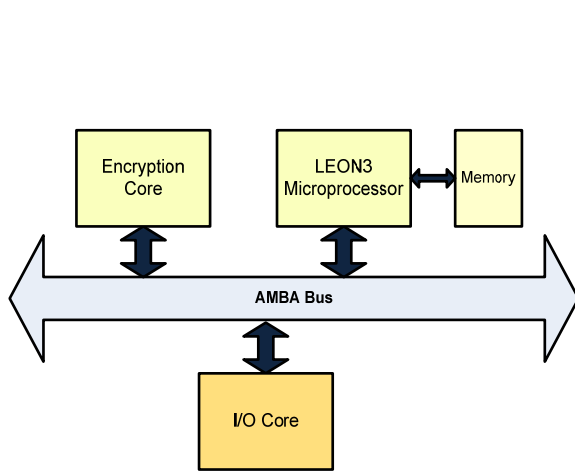 Encryption
Core
LEON3
Microprocessor
Memory
AMBA Bus
I/O Core